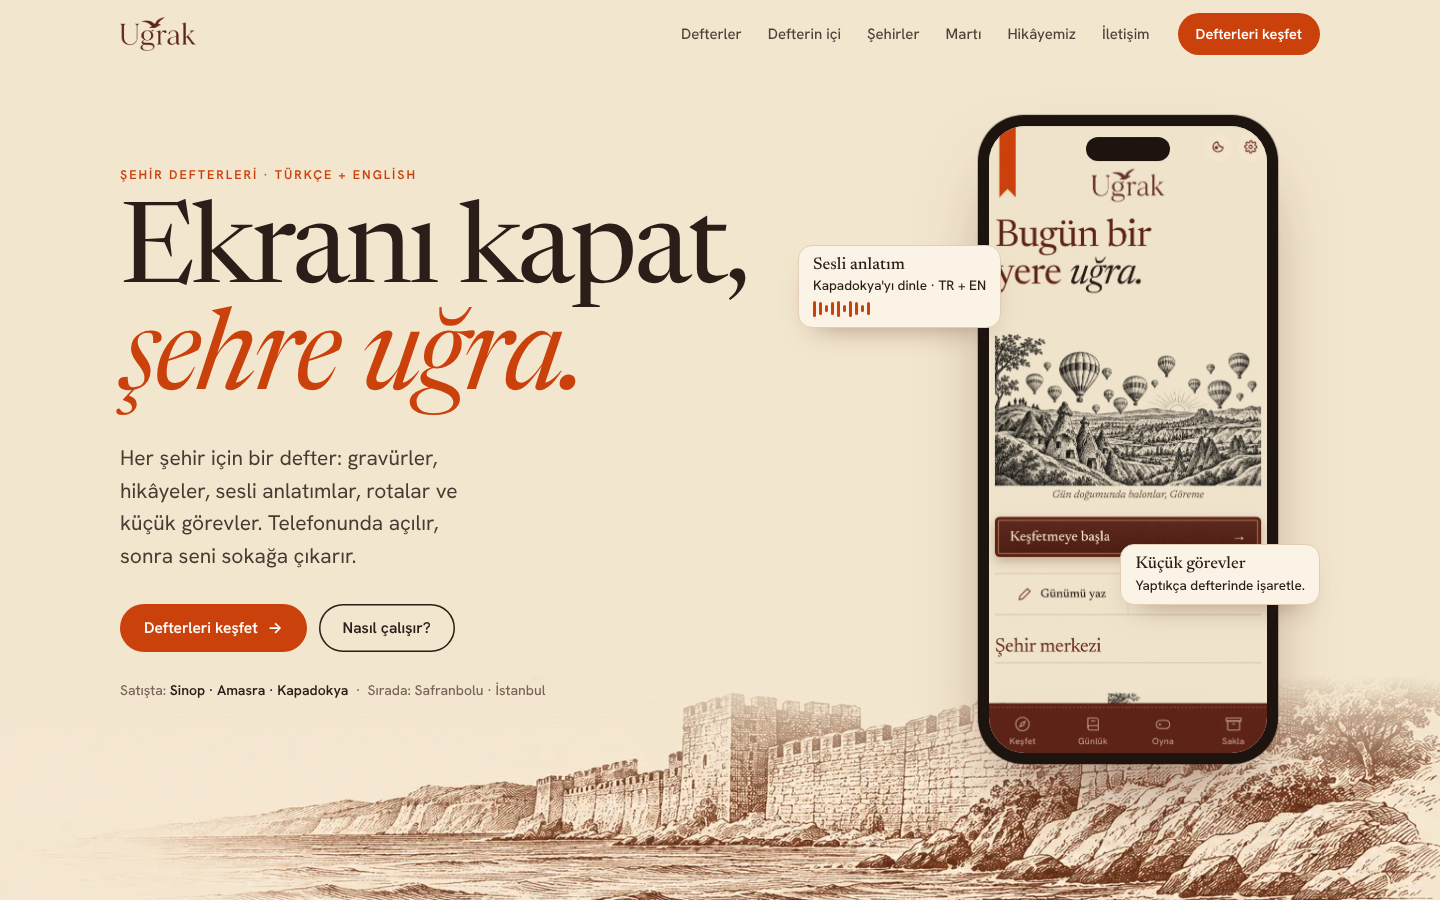 Uğrak
Defterler
Defterin içi
Şehirler
Martı
Hikâyemiz
İletişim
Defterleri keşfet
ŞEHİR DEFTERLERİ · TÜRKÇE + ENGLİSH
Ekranı kapat,
şehre uğra.
Her şehir için bir defter: gravürler,
hikâyeler, sesli anlatımlar, rotalar ve
küçük görevler. Telefonunda açılır,
sonra seni sokağa çıkarır.
Defterleri keşfet →
Nasıl çalışır?
Satışta: Sinop · Amasra · Kapadokya · Sırada: Safranbolu · İstanbul
Uğrak
Bugün bir
yere uğra.
Sesli anlatım
Kapadokya'yı dinle · TR + EN
Gün doğumunda balonlar, Göreme
Keşfetmeye başla →
Küçük görevler
Yaptıkça defterinde işaretle.
Günümü yaz
Şehir merkezi
Keşfet
Günlük
Oyna
Sakla